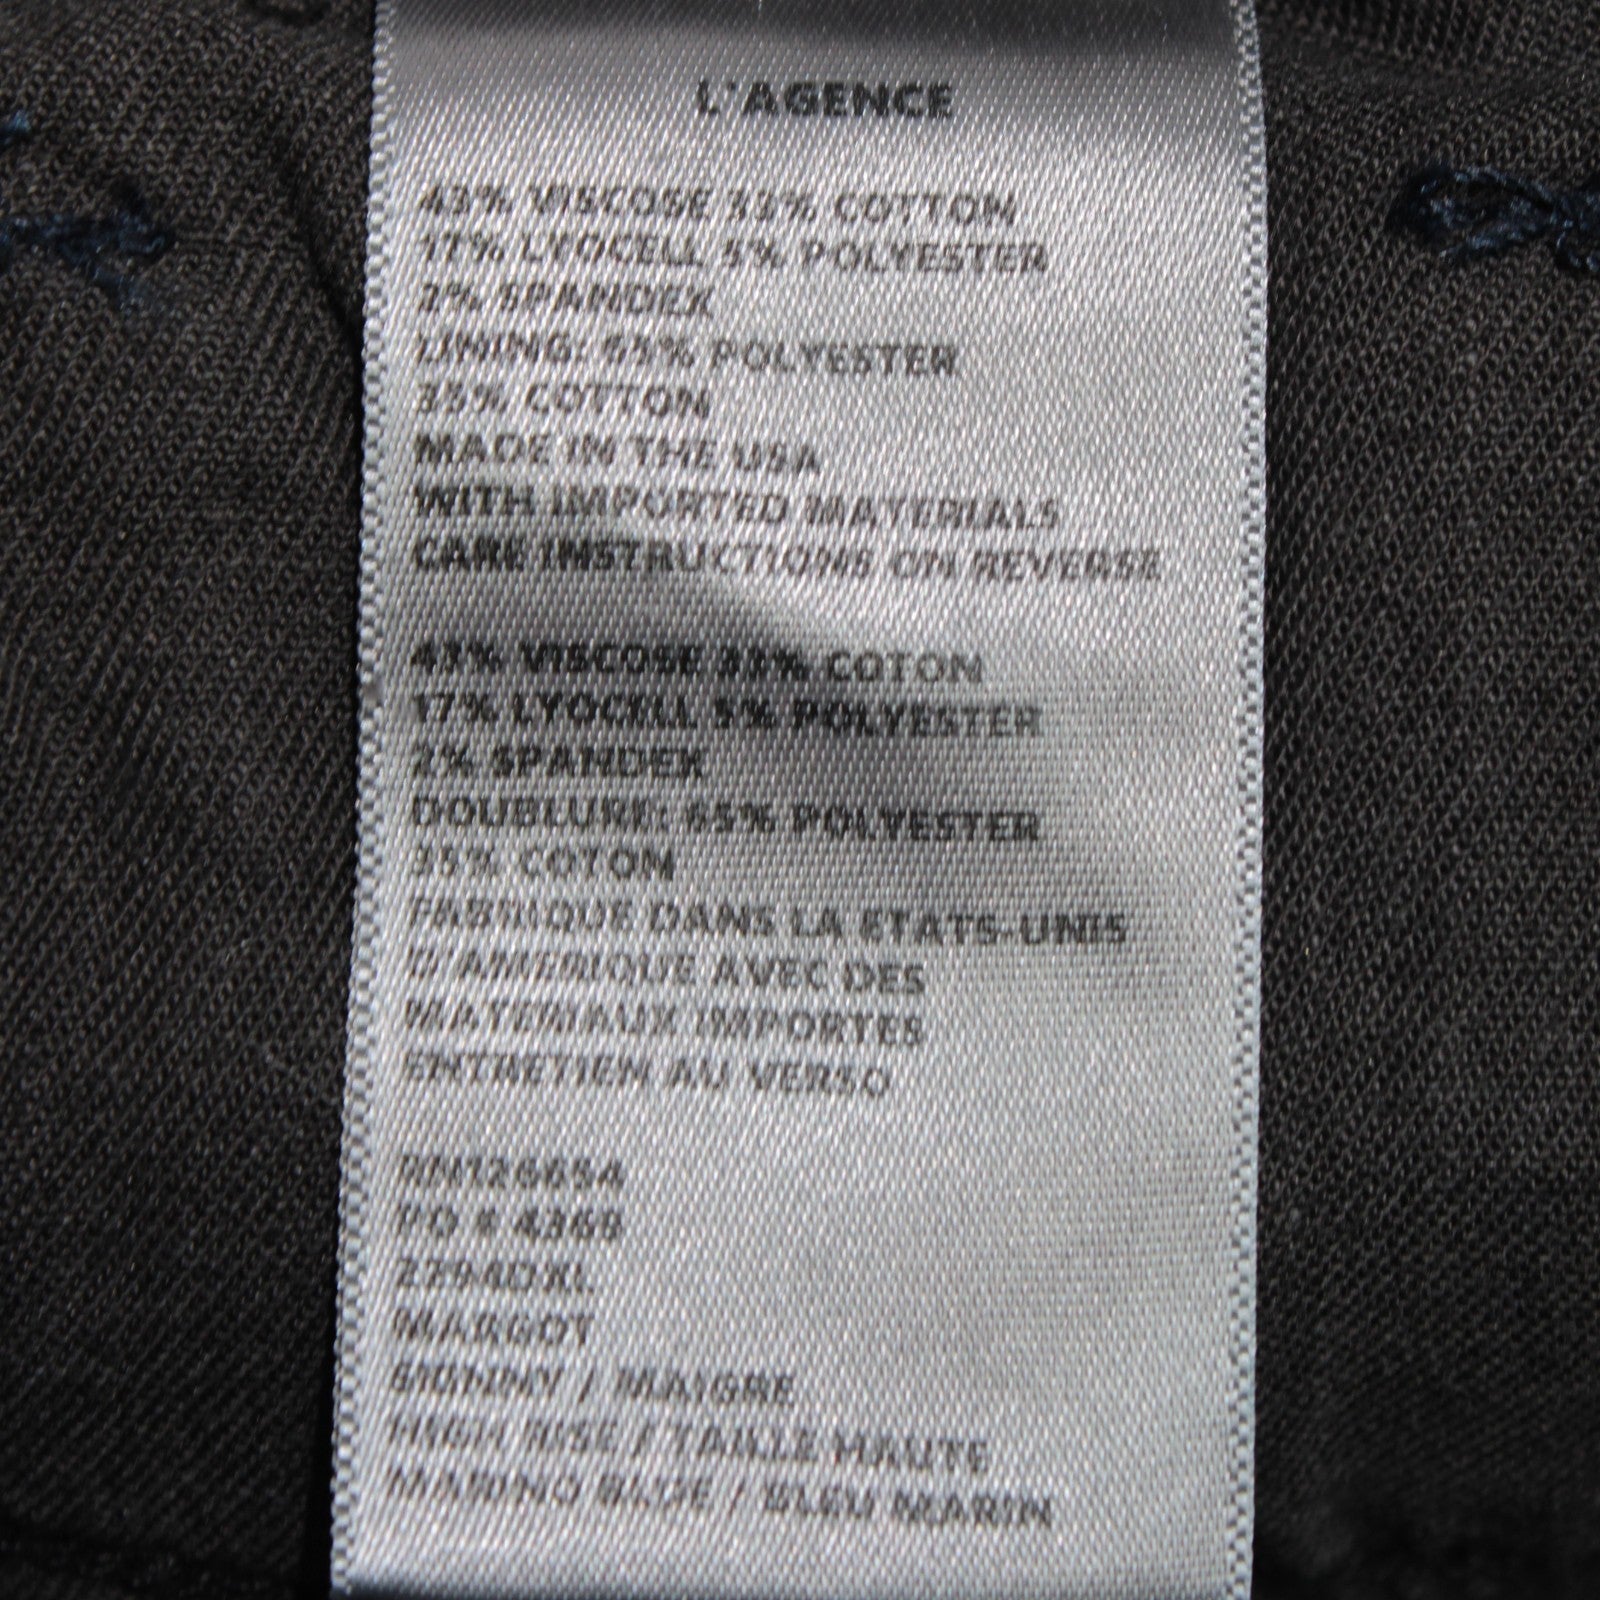 L'AGENCE
43% VISCOSE 33% COTTON
17% LYOCELL 5% POLYESTER
2% SPANDEX
LINING: 65% POLYESTER
35% COTTON
MADE IN THE USA
WITH IMPORTED MATERIALS
CARE INSTRUCTIONS ON REVERSE
43% VISCOSE 33% COTON
17% LYOCELL 5% POLYESTER
2% SPANDEX
DOUBLURE: 65% POLYESTER
35% COTON
FABRIQUE DANS LA ETATS-UNIS
D'AMERIQUE AVEC DES
MATERIAUX IMPORTES
ENTRETIEN AU VERSO
RN126654
PO # 4368
2294DXL
MARGOT
SKINNY / MAIGRE
HIGH RISE / TAILLE HAUTE
MARINO BLUE / BLEU MARIN